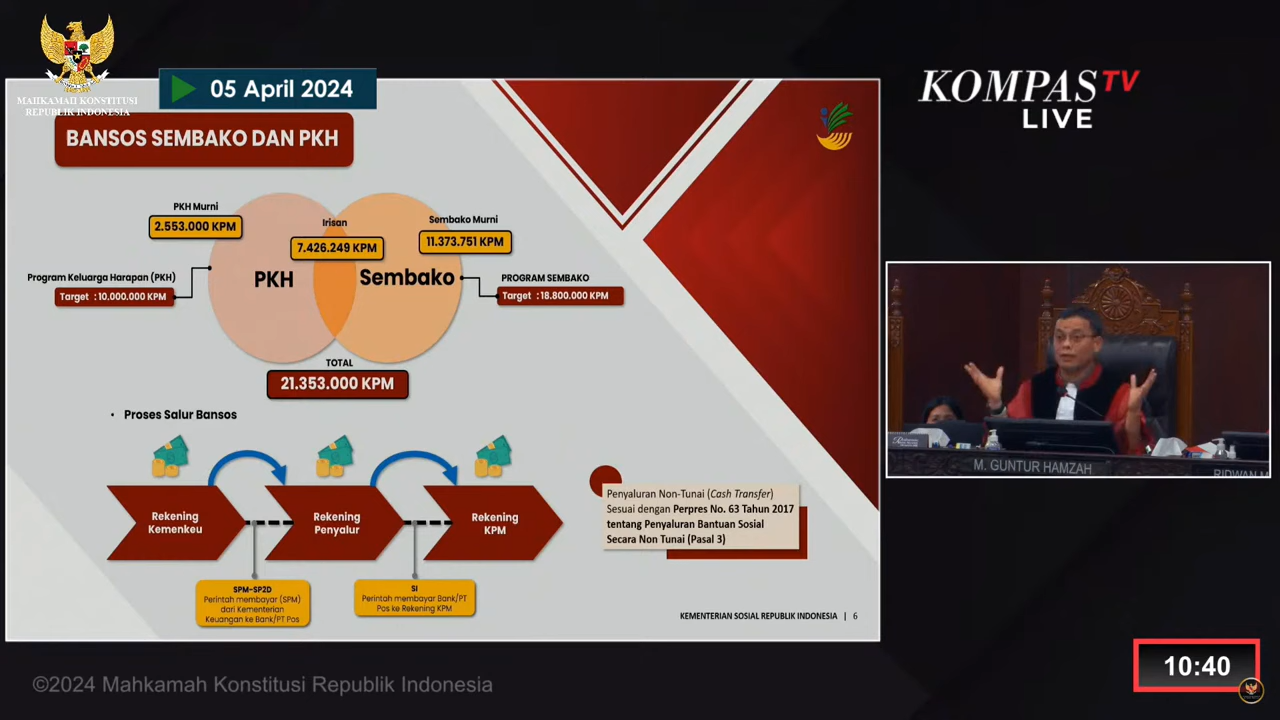 MAHKAMAH KONSTITUSI
REPUBLIK INDONESIA
05 April 2024
KOMPAS TV
LIVE
BANSOS SEMBAKO DAN PKH
PKH Murni
2.553.000 KPM
Irisan
7.426.249 KPM
Sembako Murni
11.373.751 KPM
Program Keluarga Harapan (PKH)
Target : 10.000.000 KPM
PKH
Sembako
PROGRAM SEMBAKO
Target : 18.800.000 KPM
TOTAL
21.353.000 KPM
• Proses Salur Bansos
Rekening
Kemenkeu
Rekening
Penyalur
Rekening
KPM
SPM-SP2D
Perintah membayar (SPM)
dari Kementerian
Keuangan ke Bank/PT Pos
SI
Perintah membayar Bank/PT
Pos ke Rekening KPM
Penyaluran Non-Tunai (Cash Transfer)
Sesuai dengan Perpres No. 63 Tahun 2017
tentang Penyaluran Bantuan Sosial
Secara Non Tunai (Pasal 3)
KEMENTERIAN SOSIAL REPUBLIK INDONESIA | 6
M. GUNTUR HAMZAH
RIDWAN M
10:40
©2024 Mahkamah Konstitusi Republik Indonesia